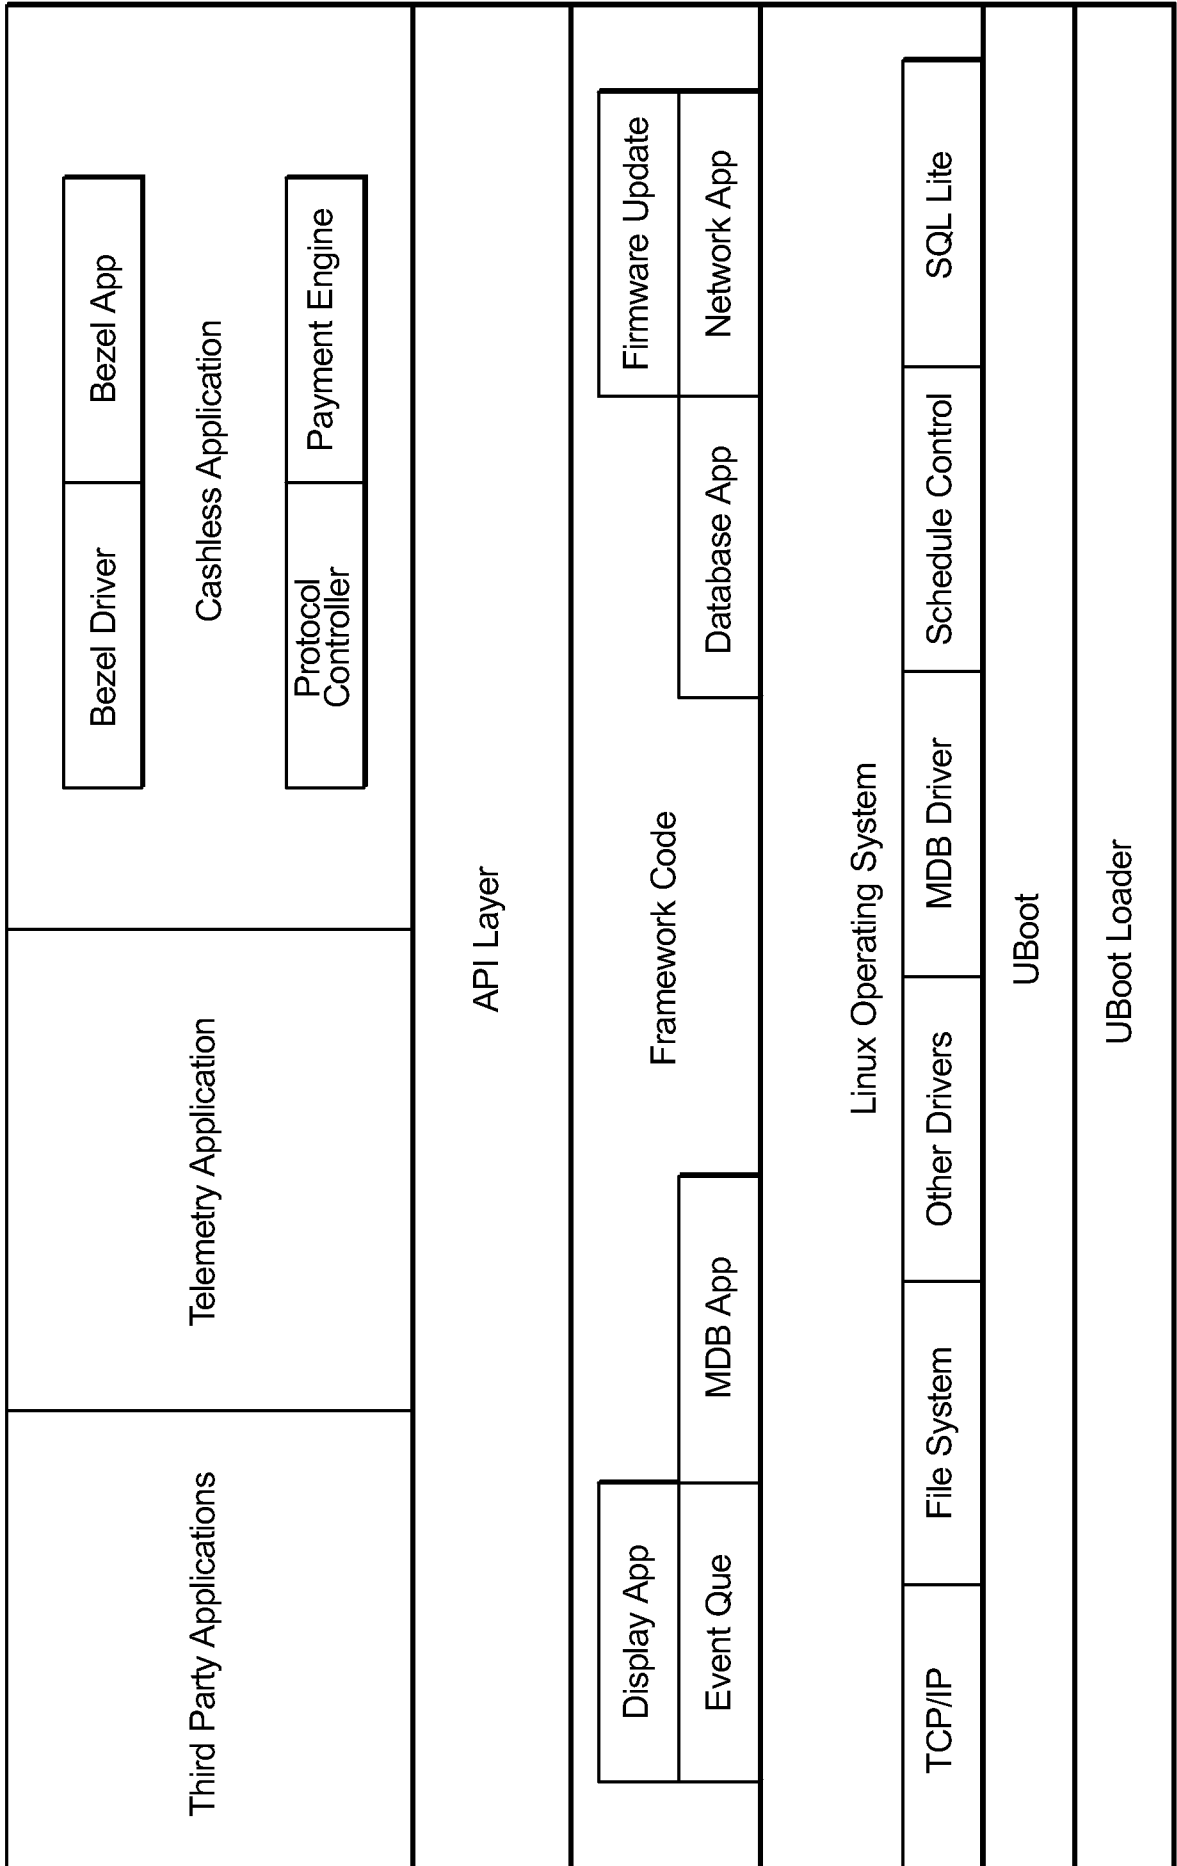 Third Party Applications
Telemetry Application
Bezel Driver
Bezel App
Cashless Application
Protocol
Controller
Payment Engine
API Layer
Display App
Firmware Update
Framework Code
Event Que
MDB App
Database App
Network App
Linux Operating System
TCP/IP
File System
Other Drivers
MDB Driver
Schedule Control
SQL Lite
UBoot
UBoot Loader